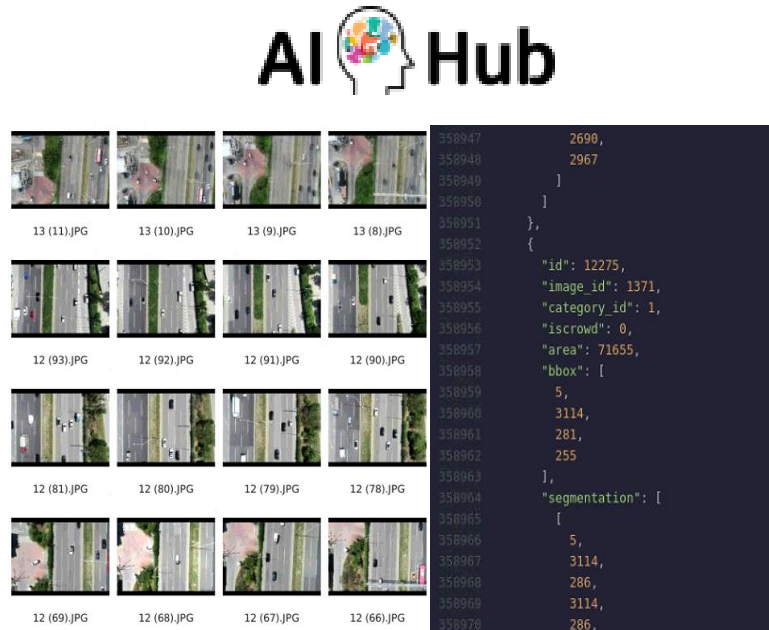 AI Hub
13 (11).JPG
13 (10).JPG
13 (9).JPG
13 (8).JPG
12 (93).JPG
12 (92).JPG
12 (91).JPG
12 (90).JPG
12 (81).JPG
12 (80).JPG
12 (79).JPG
12 (78).JPG
12 (69).JPG
12 (68).JPG
12 (67).JPG
12 (66).JPG
358947 2690,
358948 2967
358949 ]
358950 ]
358951 },
358952 {
358953 "id": 12275,
358954 "image_id": 1371,
358955 "category_id": 1,
358956 "iscrowd": 0,
358957 "area": 71655,
358958 "bbox": [
358959 5,
358960 3114,
358961 281,
358962 255
358963 ],
358964 "segmentation": [
358965 [
358966 5,
358967 3114,
358968 286,
358969 3114,
358970 286,